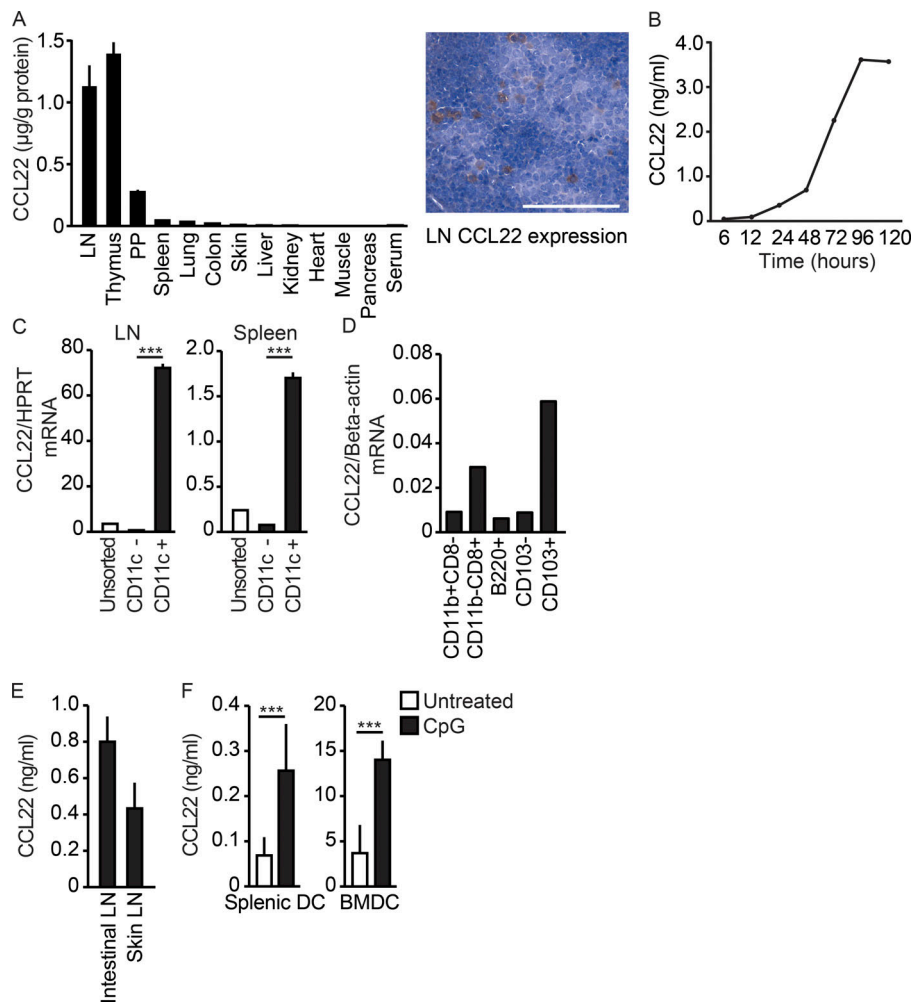 A
CCL22 (µg/g protein)
1.5
1.0
0.5
0
LN
Thymus
PP
Spleen
Lung
Colon
Skin
Liver
Kidney
Heart
Muscle
Pancreas
Serum
LN CCL22 expression
B
CCL22 (ng/ml)
4.0
2.0
0
6 12 24 48 72 96 120
Time (hours)
C
CCL22/HPRT
mRNA
LN
***
80
60
40
20
0
Unsorted
CD11c -
CD11c +
Spleen
***
2.0
1.5
1.0
0.5
0
Unsorted
CD11c -
CD11c +
D
CCL22/Beta-actin
mRNA
0.08
0.06
0.04
0.02
0
CD11b+CD8-
CD11b-CD8+
B220+
CD103-
CD103+
E
CCL22 (ng/ml)
1.0
0.8
0.6
0.4
0.2
0
Intestinal LN
Skin LN
F
CCL22 (ng/ml)
0.4
0.3
0.2
0.1
0
***
Splenic DC
20
15
10
5
0
***
BMDC
Untreated
CpG